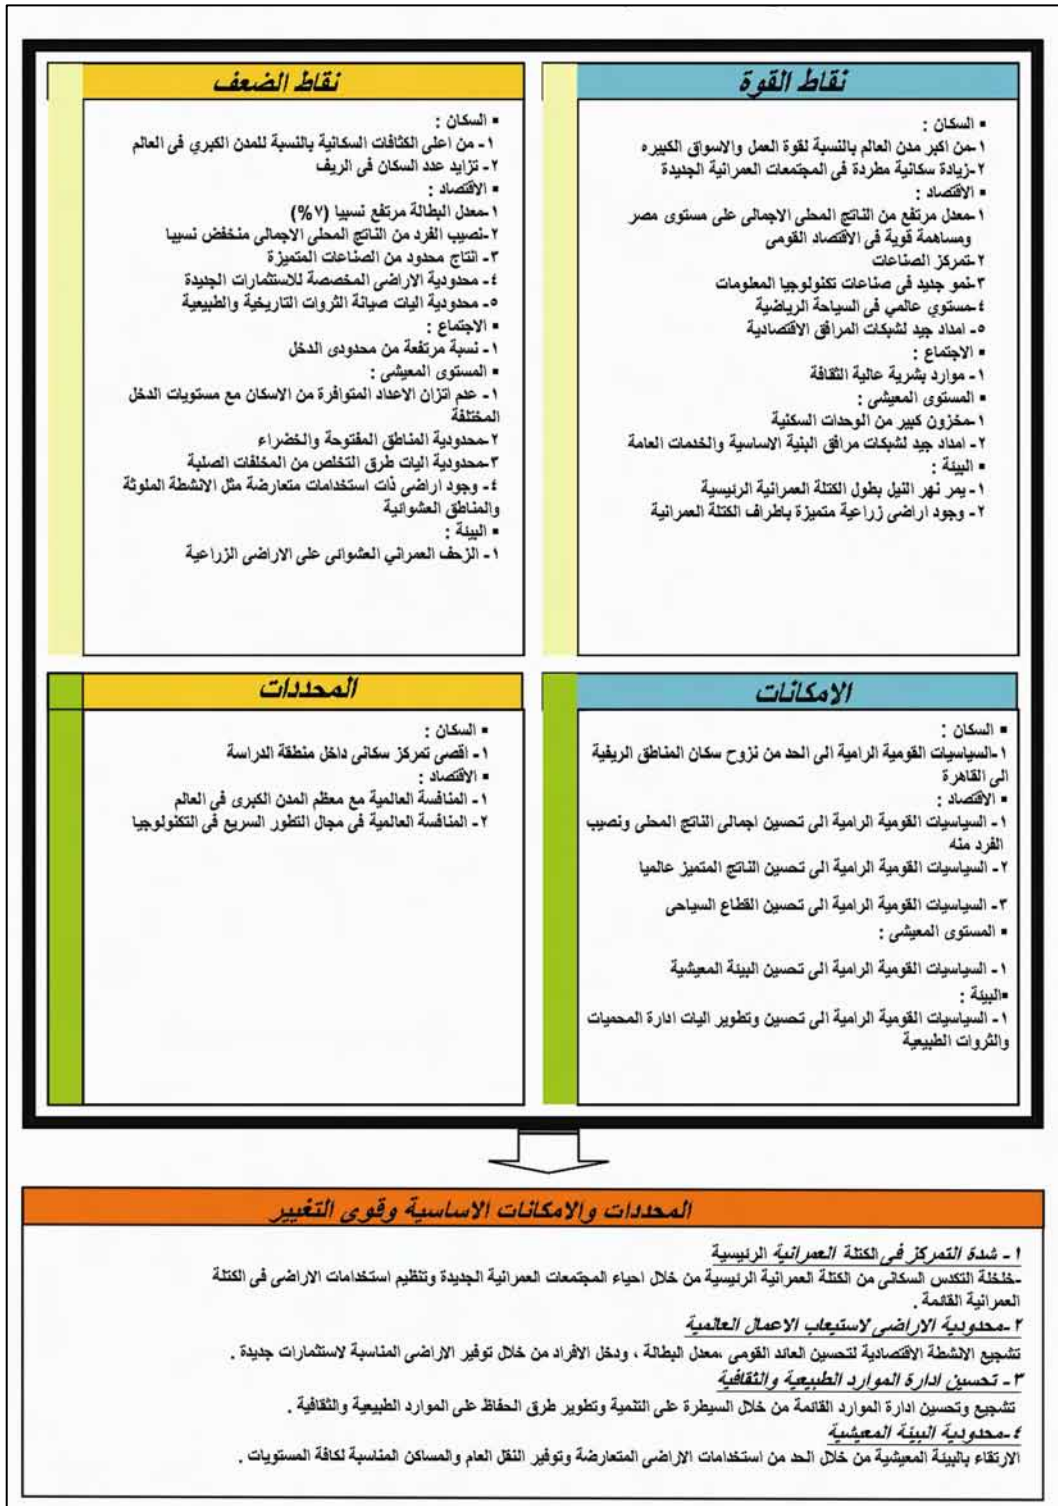 نقاط القوة
▪ السكان :
١-من اكبر مدن العالم بالنسبة لقوة العمل والاسواق الكبيره
٢-زيادة سكانية مطردة فى المجتمعات العمرانية الجديدة
▪ الاقتصاد :
١-معدل مرتفع من الناتج المحلى الاجمالى على مستوى مصر
ومساهمة قوية فى الاقتصاد القومى
٢-تمركز الصناعات
٣-نمو جديد فى صناعات تكنولوجيا المعلومات
٤-مستوي عالمي فى السياحة الرياضية
٥- امداد جيد لشبكات المرافق الاقتصادية
▪ الاجتماع :
١- موارد بشرية عالية الثقافة
▪ المستوى المعيشى :
١-مخزون كبير من الوحدات السكنية
٢- امداد جيد لشبكات مرافق البنية الاساسية والخدمات العامة
▪ البيئة :
١- يمر نهر النيل بطول الكتلة العمرانية الرئيسية
٢- وجود اراضى زراعية متميزة باطراف الكتلة العمرانية
نقاط الضعف
▪ السكان :
١- من اعلى الكثافات السكانية بالنسبة للمدن الكبري فى العالم
٢- تزايد عدد السكان فى الريف
▪ الاقتصاد :
١-معدل البطالة مرتفع نسبيا (٧%)
٢-نصيب الفرد من الناتج المحلى الاجمالى منخفض نسبيا
٣- انتاج محدود من الصناعات المتميزة
٤- محدودية الاراضى المخصصة للاستثمارات الجديدة
٥- محدودية اليات صيانة الثروات التاريخية والطبيعية
▪ الاجتماع :
١- نسبة مرتفعة من محدودى الدخل
▪ المستوى المعيشى :
١- عدم اتزان الاعداد المتوافرة من الاسكان مع مستويات الدخل
المختلفة
٢-محدودية المناطق المفتوحة والخضراء
٣-محدودية اليات طرق التخلص من المخلفات الصلبة
٤- وجود اراضى ذات استخدامات متعارضة مثل الانشطة الملوثة
والمناطق العشوائية
▪ البيئة :
١- الزحف العمراني العشوائى على الاراضى الزراعية
الامكانات
▪ السكان :
١-السياسيات القومية الرامية الى الحد من نزوح سكان المناطق الريفية
الى القاهرة
▪ الاقتصاد :
١- السياسيات القومية الرامية الى تحسين اجمالى الناتج المحلى ونصيب
الفرد منه
٢- السياسيات القومية الرامية الى تحسين الناتج المتميز عالميا
٣- السياسيات القومية الرامية الى تحسين القطاع السياحى
▪ المستوى المعيشى :
١- السياسيات القومية الرامية الى تحسين البيئة المعيشية
▪البيئة :
١- السياسيات القومية الرامية الى تحسين وتطوير اليات ادارة المحميات
والثروات الطبيعية
المحددات
▪ السكان :
١- اقصى تمركز سكانى داخل منطقة الدراسة
▪ الاقتصاد :
١- المنافسة العالمية مع معظم المدن الكبرى فى العالم
٢- المنافسة العالمية فى مجال التطور السريع فى التكنولوجيا
المحددات والامكانات الاساسية وقوى التغيير
١- شدة التمركز فى الكتلة العمرانية الرئيسية
-خلخلة التكدس السكانى من الكتلة العمرانية الرئيسية من خلال احياء المجتمعات العمرانية الجديدة وتنظيم استخدامات الاراضى فى الكتلة
العمرانية القائمة .
٢-محدودية الاراضى لاستيعاب الاعمال العالمية
تشجيع الانشطة الاقتصادية لتحسين العائد القومى ،معدل البطالة ، ودخل الافراد من خلال توفير الاراضى المناسبة لاستثمارات جديدة .
٣- تحسين ادارة الموارد الطبيعية والثقافية
تشجيع وتحسين ادارة الموارد القائمة من خلال السيطرة على التنمية وتطوير طرق الحفاظ على الموارد الطبيعية والثقافية .
٤-محدودية البيئة المعيشية
الارتقاء بالبيئة المعيشية من خلال الحد من استخدامات الاراضى المتعارضة وتوفير النقل العام والمساكن المناسبة لكافة المستويات .